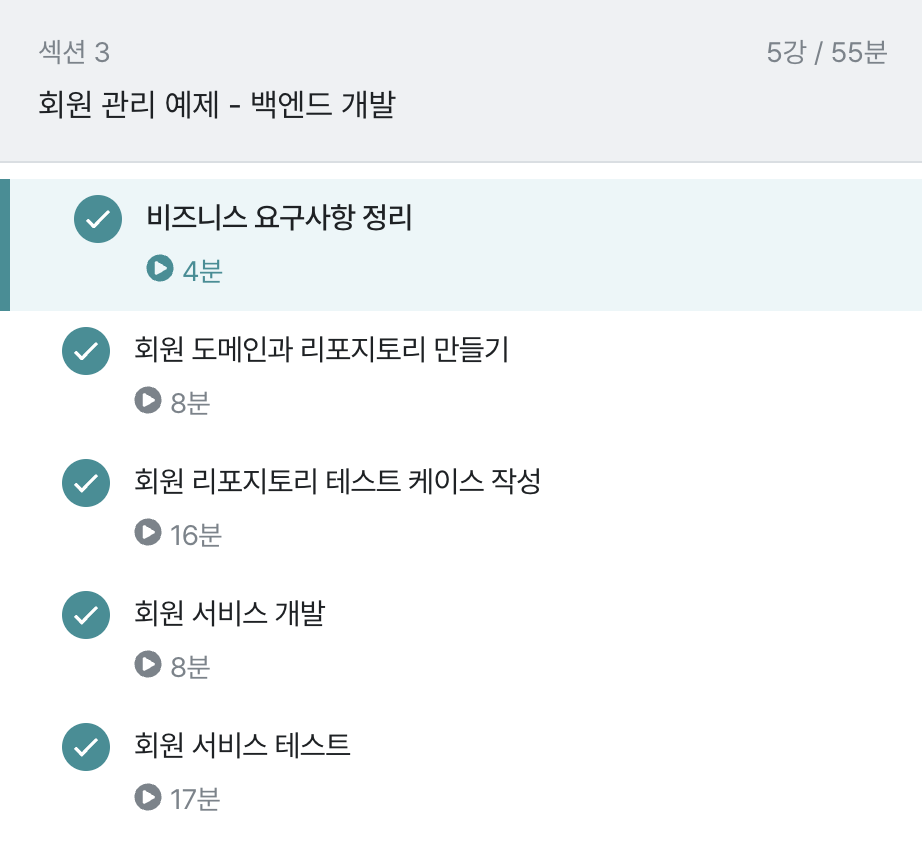 섹션 3
5강 / 55분
회원 관리 예제 - 백엔드 개발
비즈니스 요구사항 정리
4분
회원 도메인과 리포지토리 만들기
8분
회원 리포지토리 테스트 케이스 작성
16분
회원 서비스 개발
8분
회원 서비스 테스트
17분